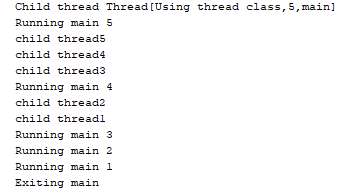 Child thread Thread[Using thread class,5,main]
Running main 5
child thread5
child thread4
child thread3
Running main 4
child thread2
child thread1
Running main 3
Running main 2
Running main 1
Exiting main